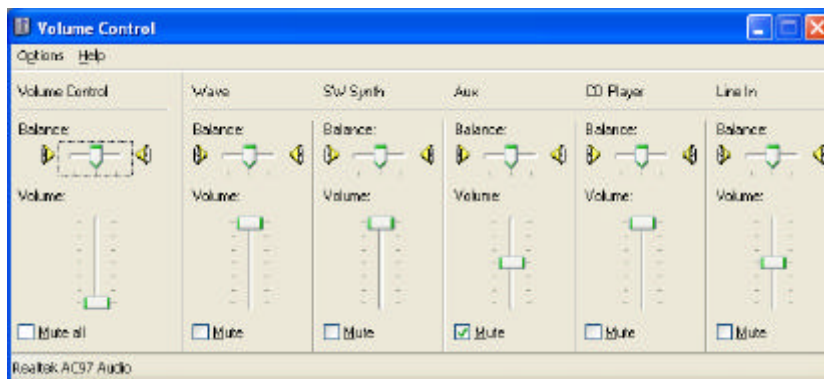 Volume Control
Options Help
Volume Control Wave SW Synth Aux CD Player Line In
Balance: Balance: Balance: Balance: Balance: Balance:
Volume: Volume: Volume: Volume: Volume: Volume:
Mute all Mute Mute Mute Mute Mute
Realtek AC97 Audio